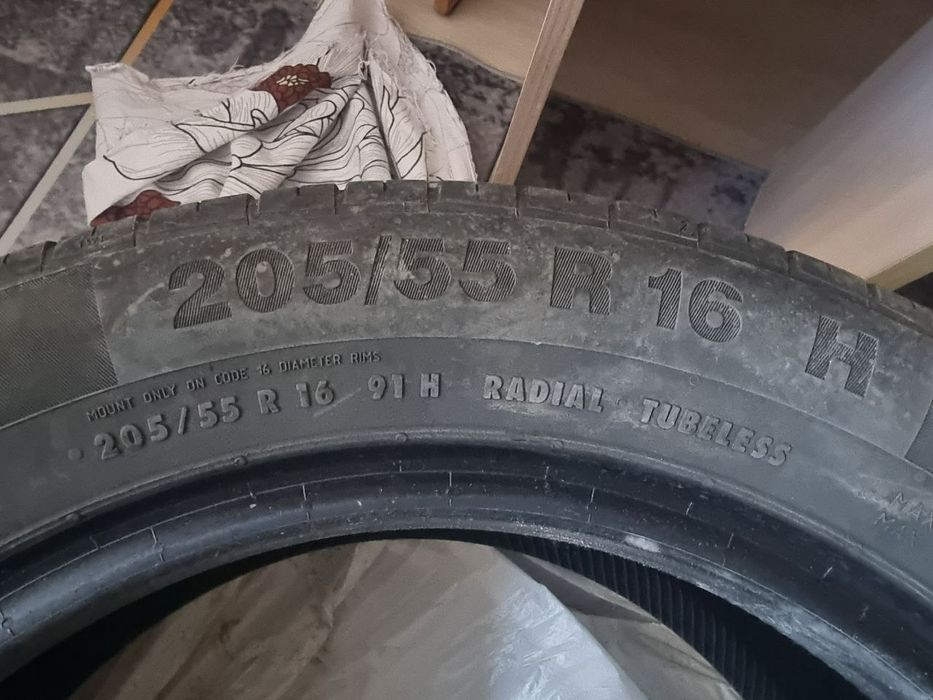 205/55 R 16 H
MOUNT ONLY ON CODE 16 DIAMETER RIMS
205/55 R 16 91 H RADIAL TUBELESS